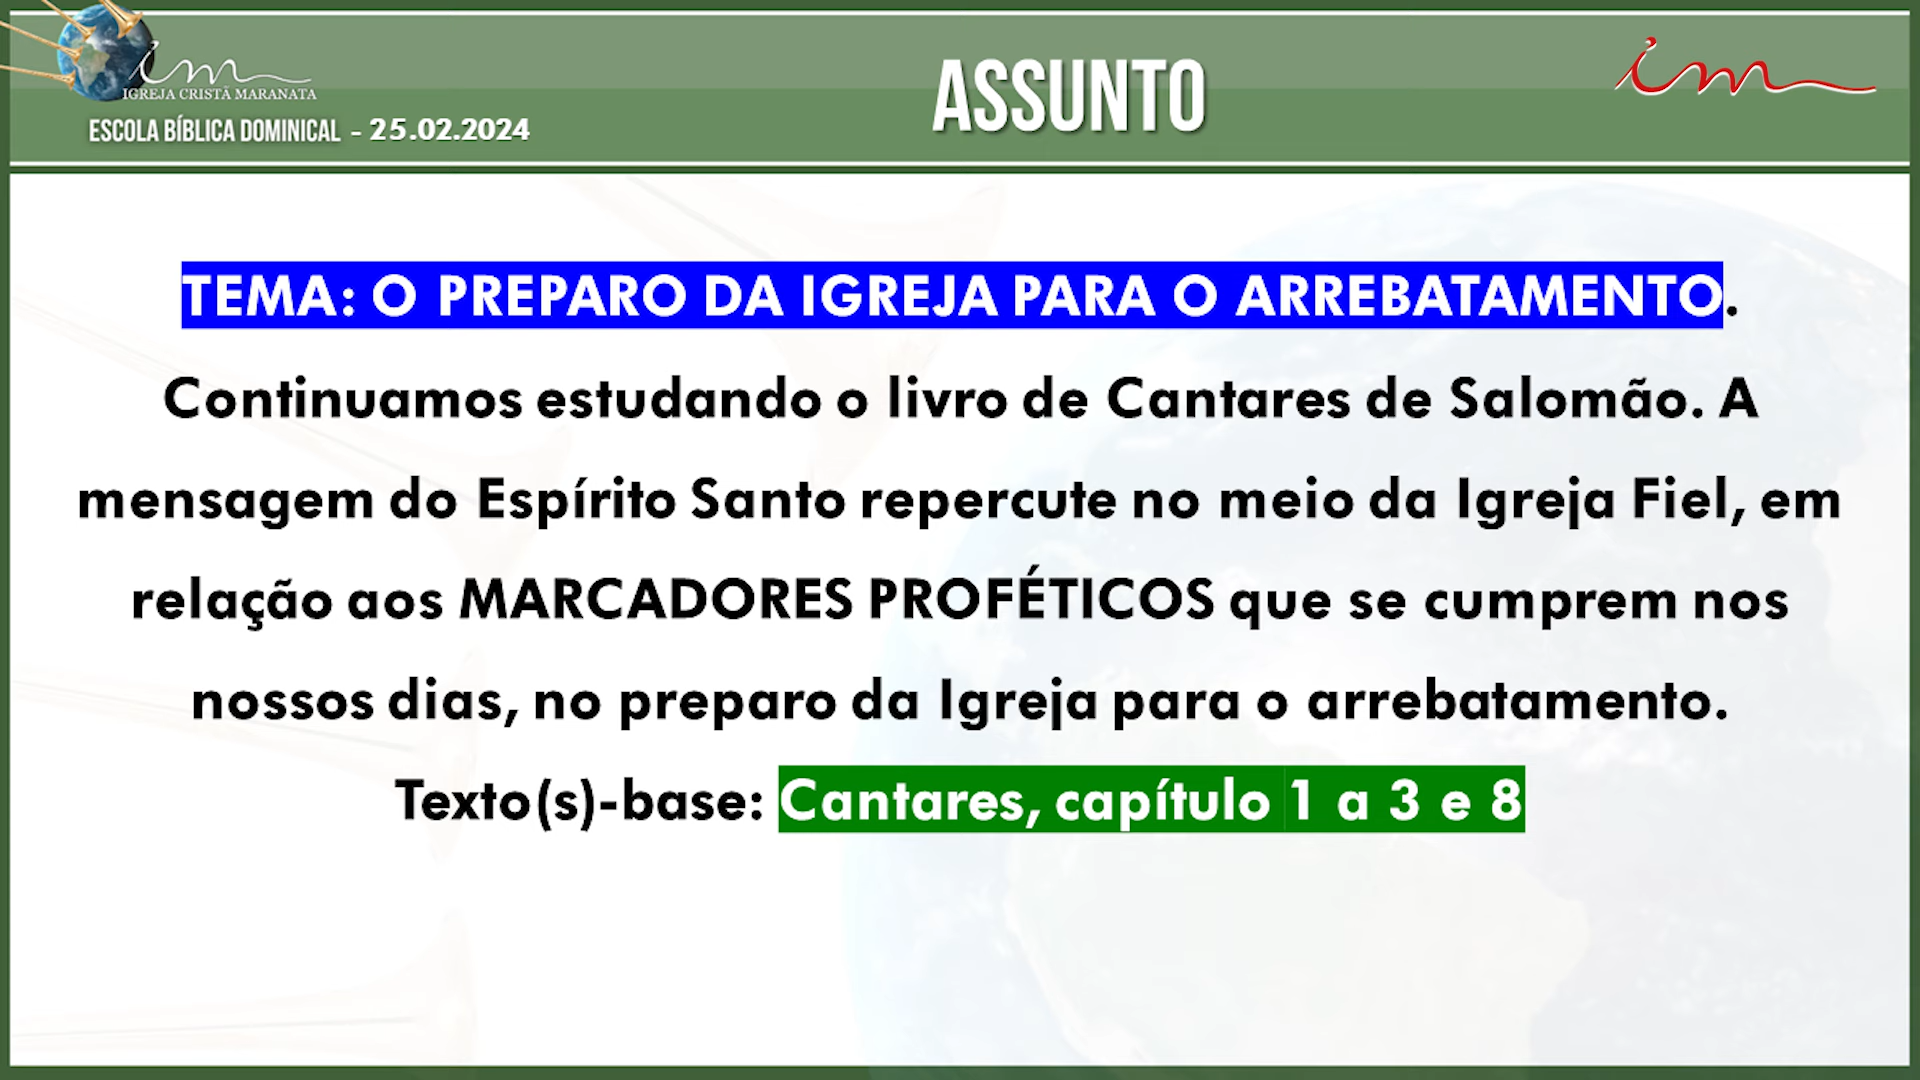 im
IGREJA CRISTÃ MARANATA
ESCOLA BÍBLICA DOMINICAL - 25.02.2024
ASSUNTO
im
TEMA: O PREPARO DA IGREJA PARA O ARREBATAMENTO.
Continuamos estudando o livro de Cantares de Salomão. A
mensagem do Espírito Santo repercute no meio da Igreja Fiel, em
relação aos MARCADORES PROFÉTICOS que se cumprem nos
nossos dias, no preparo da Igreja para o arrebatamento.
Texto(s)-base: Cantares, capítulo 1 a 3 e 8